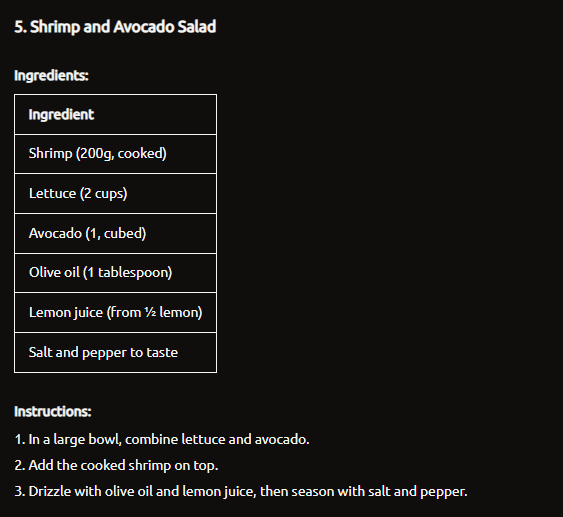 5. Shrimp and Avocado Salad
Ingredients:
Ingredient
Shrimp (200g, cooked)
Lettuce (2 cups)
Avocado (1, cubed)
Olive oil (1 tablespoon)
Lemon juice (from ½ lemon)
Salt and pepper to taste
Instructions:
1. In a large bowl, combine lettuce and avocado.
2. Add the cooked shrimp on top.
3. Drizzle with olive oil and lemon juice, then season with salt and pepper.